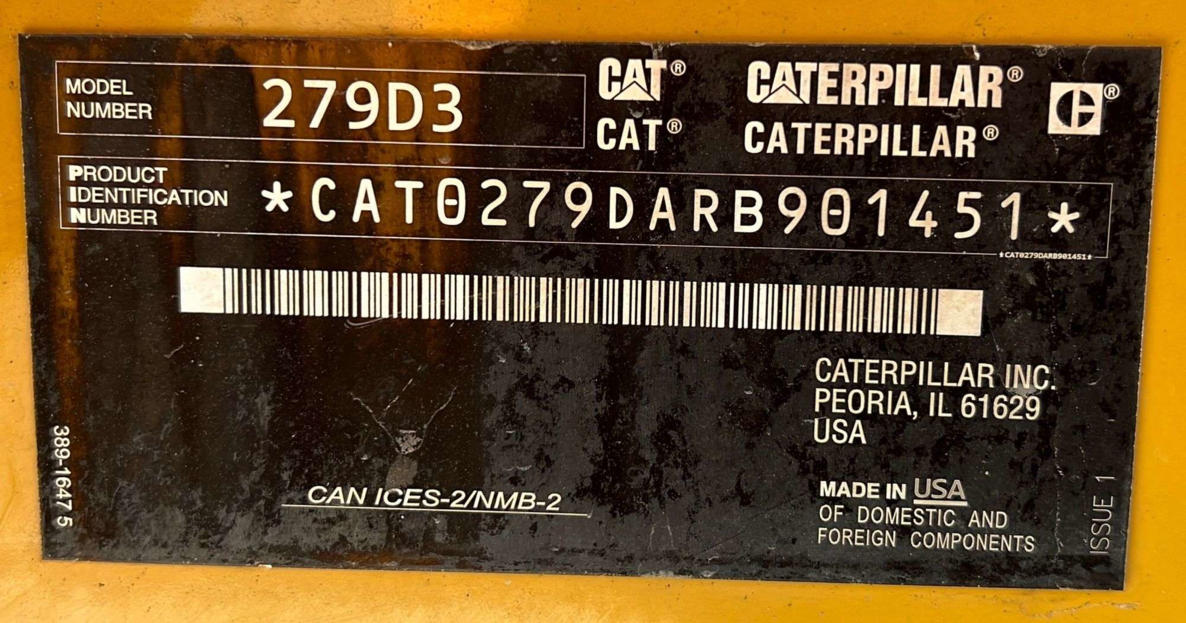 MODEL
NUMBER
279D3
CAT®
CAT®
CATERPILLAR®
CATERPILLAR®
C®
PRODUCT
IDENTIFICATION
NUMBER
*CAT0279DARB901451*
*CAT0279DARB901451*
CATERPILLAR INC.
PEORIA, IL 61629
USA
389-1647 5
CAN ICES-2/NMB-2
MADE IN USA
OF DOMESTIC AND
FOREIGN COMPONENTS
ISSUE 1